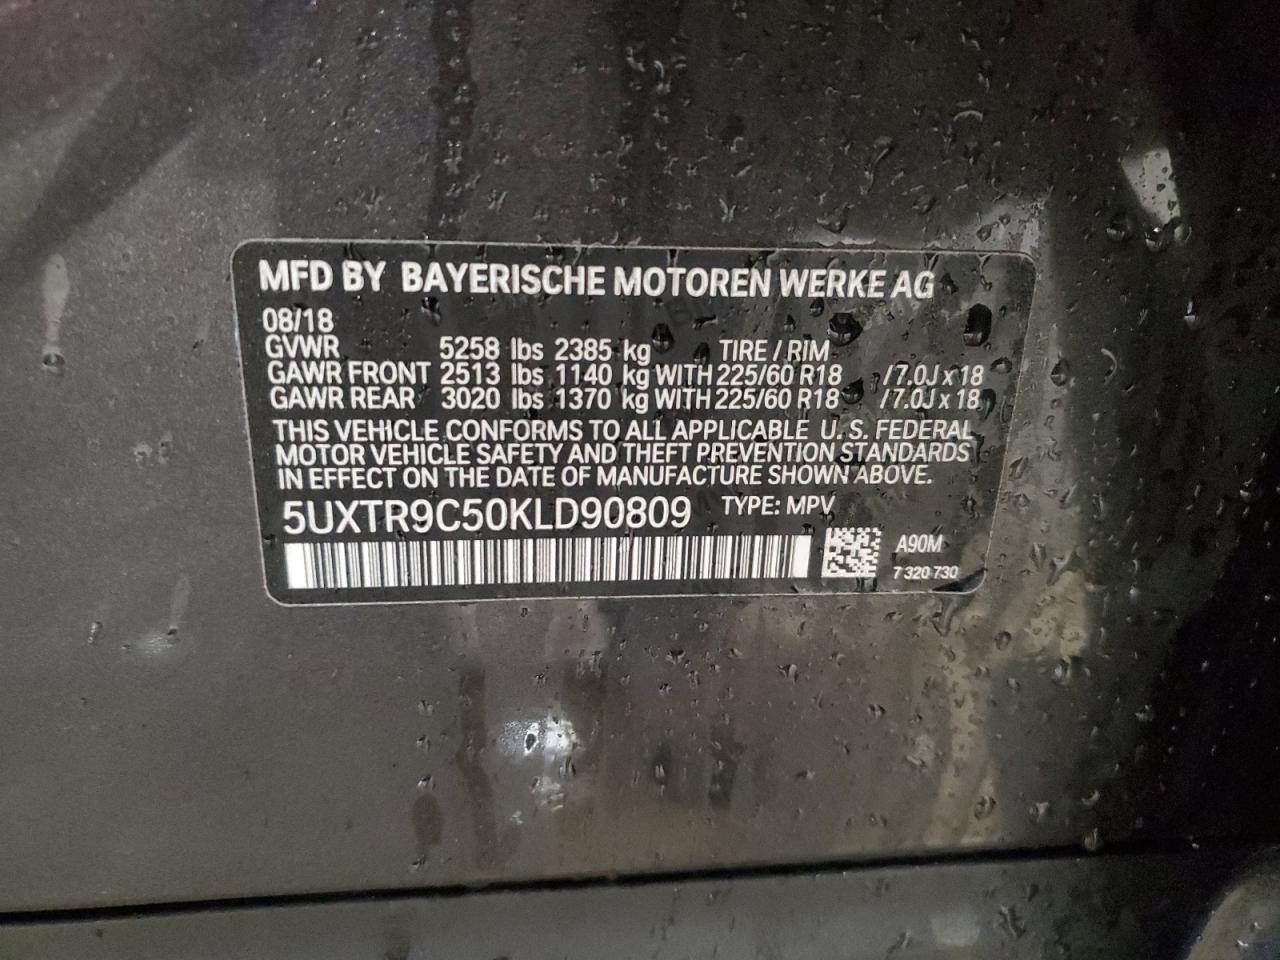 MFD BY BAYERISCHE MOTOREN WERKE AG
08/18
GVWR 5258 lbs 2385 kg TIRE / RIM
GAWR FRONT 2513 lbs 1140 kg WITH 225/60 R18 /7.0J x 18
GAWR REAR 3020 lbs 1370 kg WITH 225/60 R18 /7.0J x 18
THIS VEHICLE CONFORMS TO ALL APPLICABLE U.S. FEDERAL
MOTOR VEHICLE SAFETY AND THEFT PREVENTION STANDARDS
IN EFFECT ON THE DATE OF MANUFACTURE SHOWN ABOVE.
5UXTR9C50KLD90809 TYPE: MPV
A90M
7 320 730